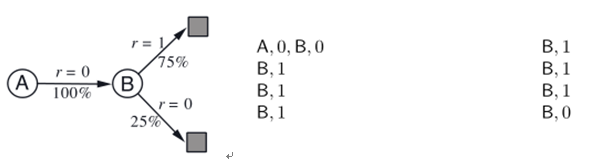 r = 1
75%
A
r = 0
100%
B
r = 0
25%
A, 0, B, 0
B, 1
B, 1
B, 1
B, 1
B, 1
B, 1
B, 0